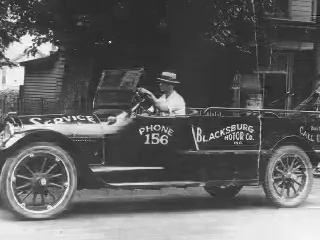 SERVICE
PHONE
156
BLACKSBURG
MOTOR CO.
INC.